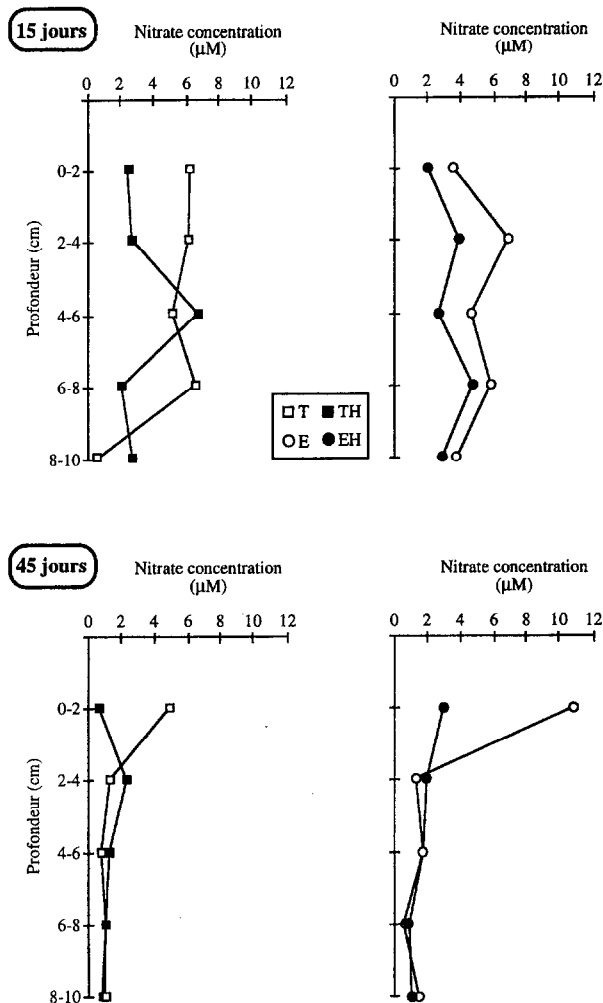 15 jours
Nitrate concentration
(µM)
0 2 4 6 8 10 12
Profondeur (cm)
0-2
2-4
4-6
6-8
8-10
Nitrate concentration
(µM)
0 2 4 6 8 10 12
T TH
E EH
45 jours
Nitrate concentration
(µM)
0 2 4 6 8 10 12
Profondeur (cm)
0-2
2-4
4-6
6-8
8-10
Nitrate concentration
(µM)
0 2 4 6 8 10 12